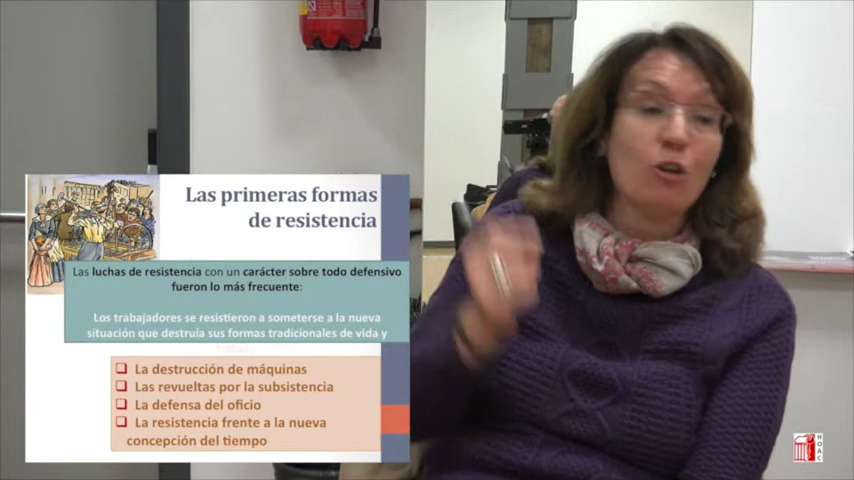 Las primeras formas
de resistencia
Las luchas de resistencia con un carácter sobre todo defensivo
fueron lo más frecuente:
Los trabajadores se resistieron a someterse a la nueva
situación que destruía sus formas tradicionales de vida y
❑ La destrucción de máquinas
❑ Las revueltas por la subsistencia
❑ La defensa del oficio
❑ La resistencia frente a la nueva
concepción del tiempo
HOAC